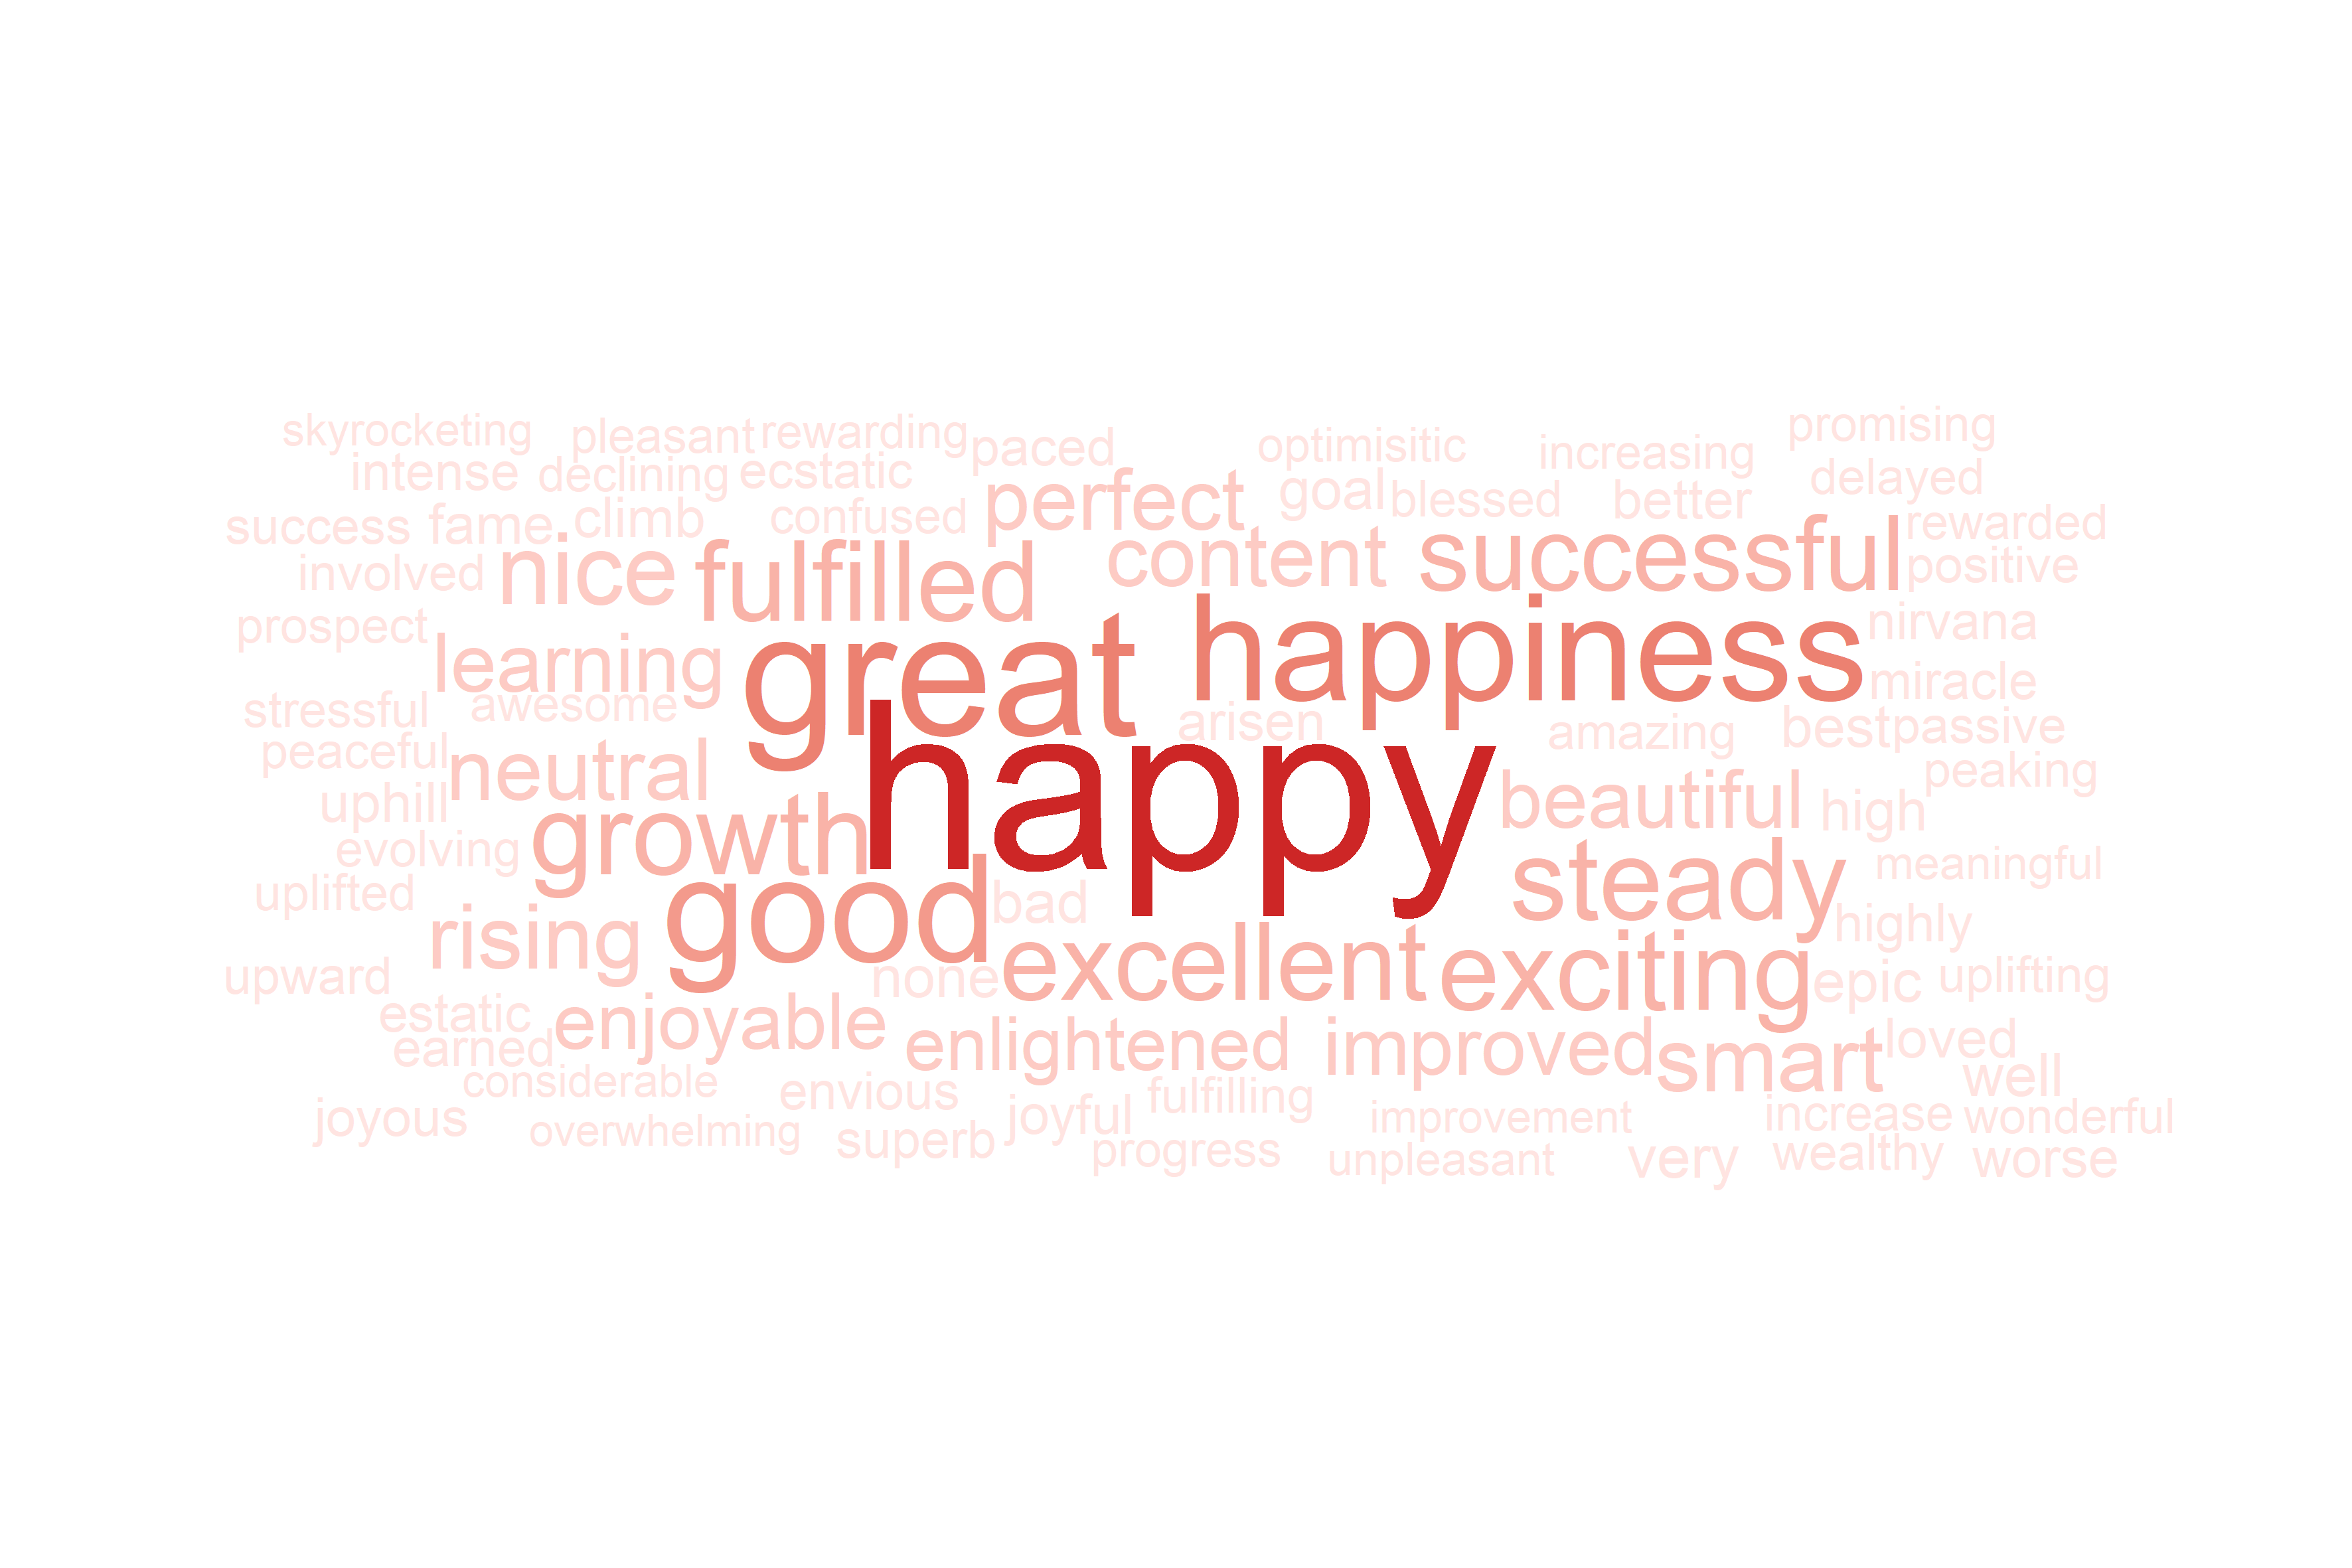 skyrocketing pleasant rewarding paced optimisitic increasing promising
intense declining ecstatic perfect goal blessed better delayed
success fame climb confused content successful rewarded
involved nice fulfilled positive
prospect learning great happiness nirvana
stressful awesome arisen amazing best passive miracle
peaceful neutral happy beautiful peaking
uphill growth high
evolving steady meaningful
uplifted good bad highly
rising excellent exciting
upward none epic uplifting
estatic enjoyable enlightened improved smart loved
earned
considerable envious fulfilling well
joyous overwhelming superb joyful progress improvement increase wonderful
unpleasant very wealthy worse